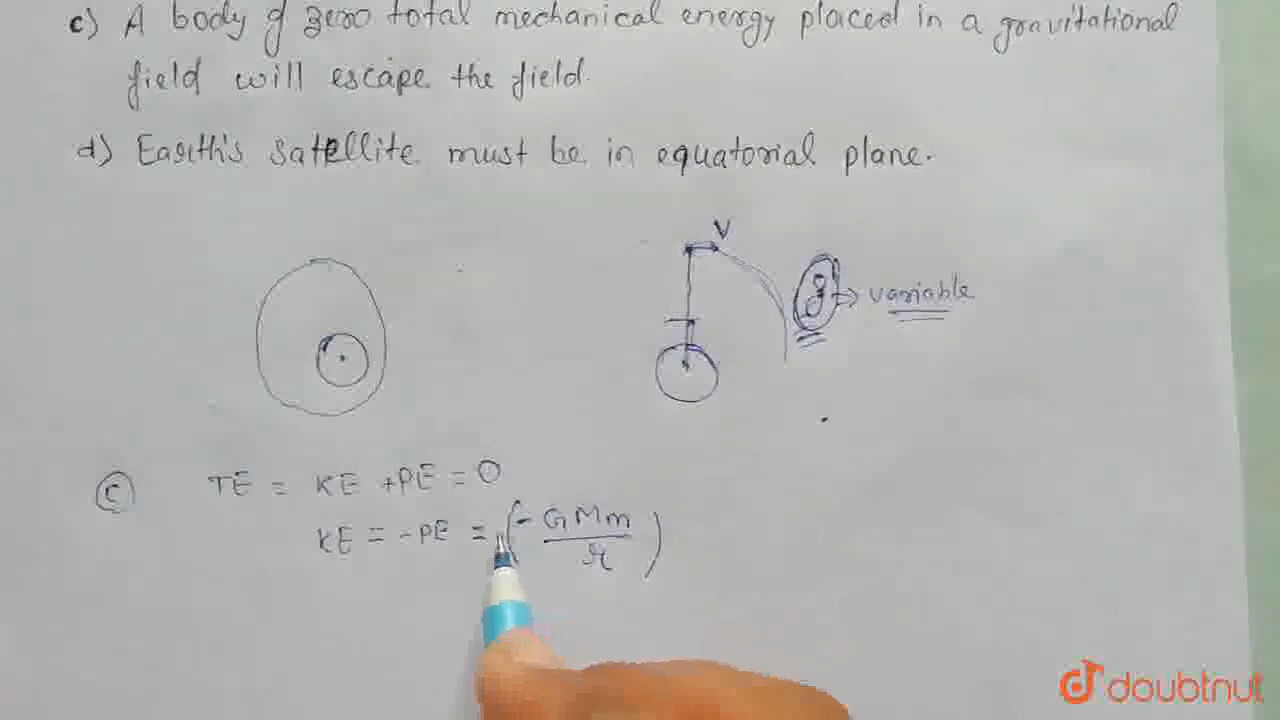 c) A body of zero total mechanical energy placed in a gravitational
field will escape the field.
d) Earth's satellite must be in equatorial plane.
V
g → variable
(C) TE = KE + PE = 0
KE = -PE = (- GMm / r)
doubtnut